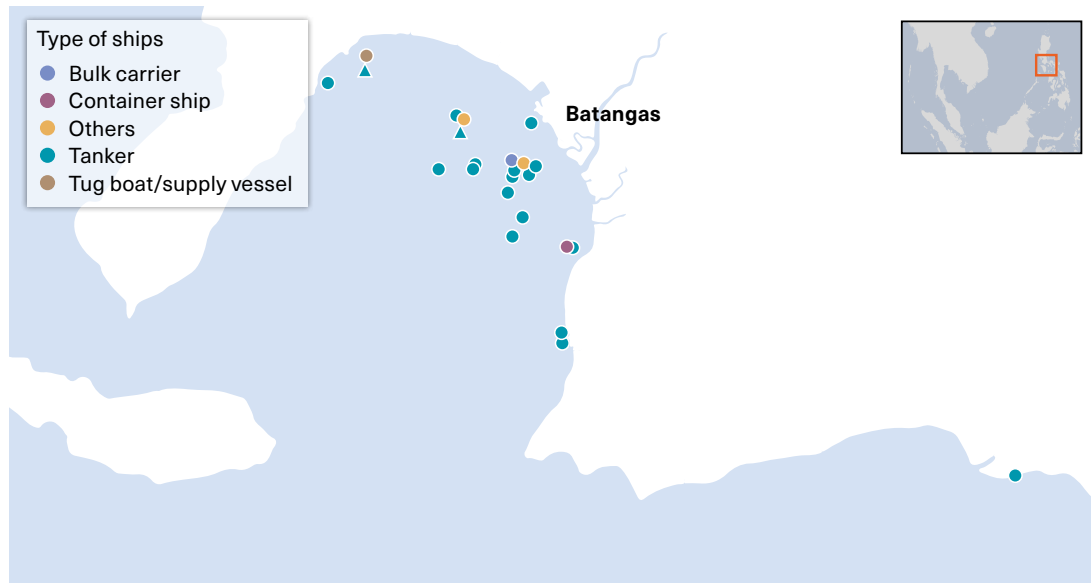 Type of ships
Bulk carrier
Container ship
Others
Tanker
Tug boat/supply vessel
Batangas